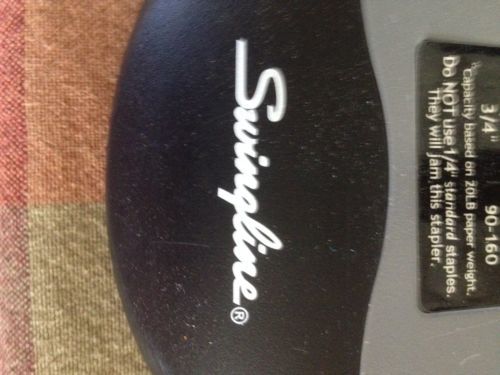 Swingline®
3/4" 90-160
"Capacity based on 20LB paper weight.
Do NOT use 1/4" standard staples.
They will jam this stapler.